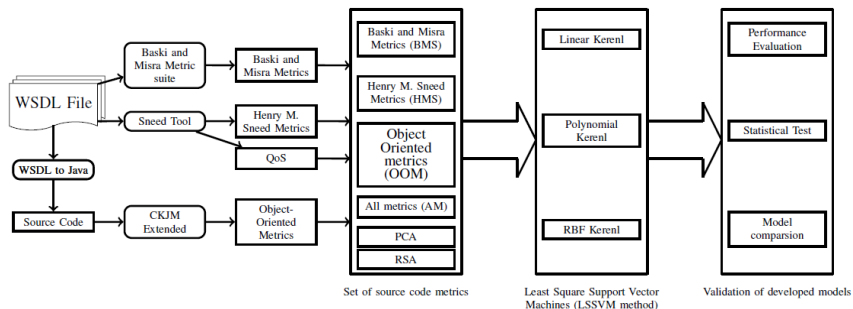 WSDL File
WSDL to Java
Source Code
Baski and
Misra Metric
suite
Sneed Tool
CKJM
Extended
Baski and
Misra Metrics
Henry M.
Sneed Metrics
QoS
Object-
Oriented
Metrics
Baski and Misra
Metrics (BMS)
Henry M. Sneed
Metrics (HMS)
Object
Oriented
metrics
(OOM)
All metrics (AM)
PCA
RSA
Set of source code metrics
Linear Kerenl
Polynomial
Kerenl
RBF Kerenl
Least Square Support Vector
Machines (LSSVM method)
Performance
Evaluation
Statistical Test
Model
comparsion
Validation of developed models